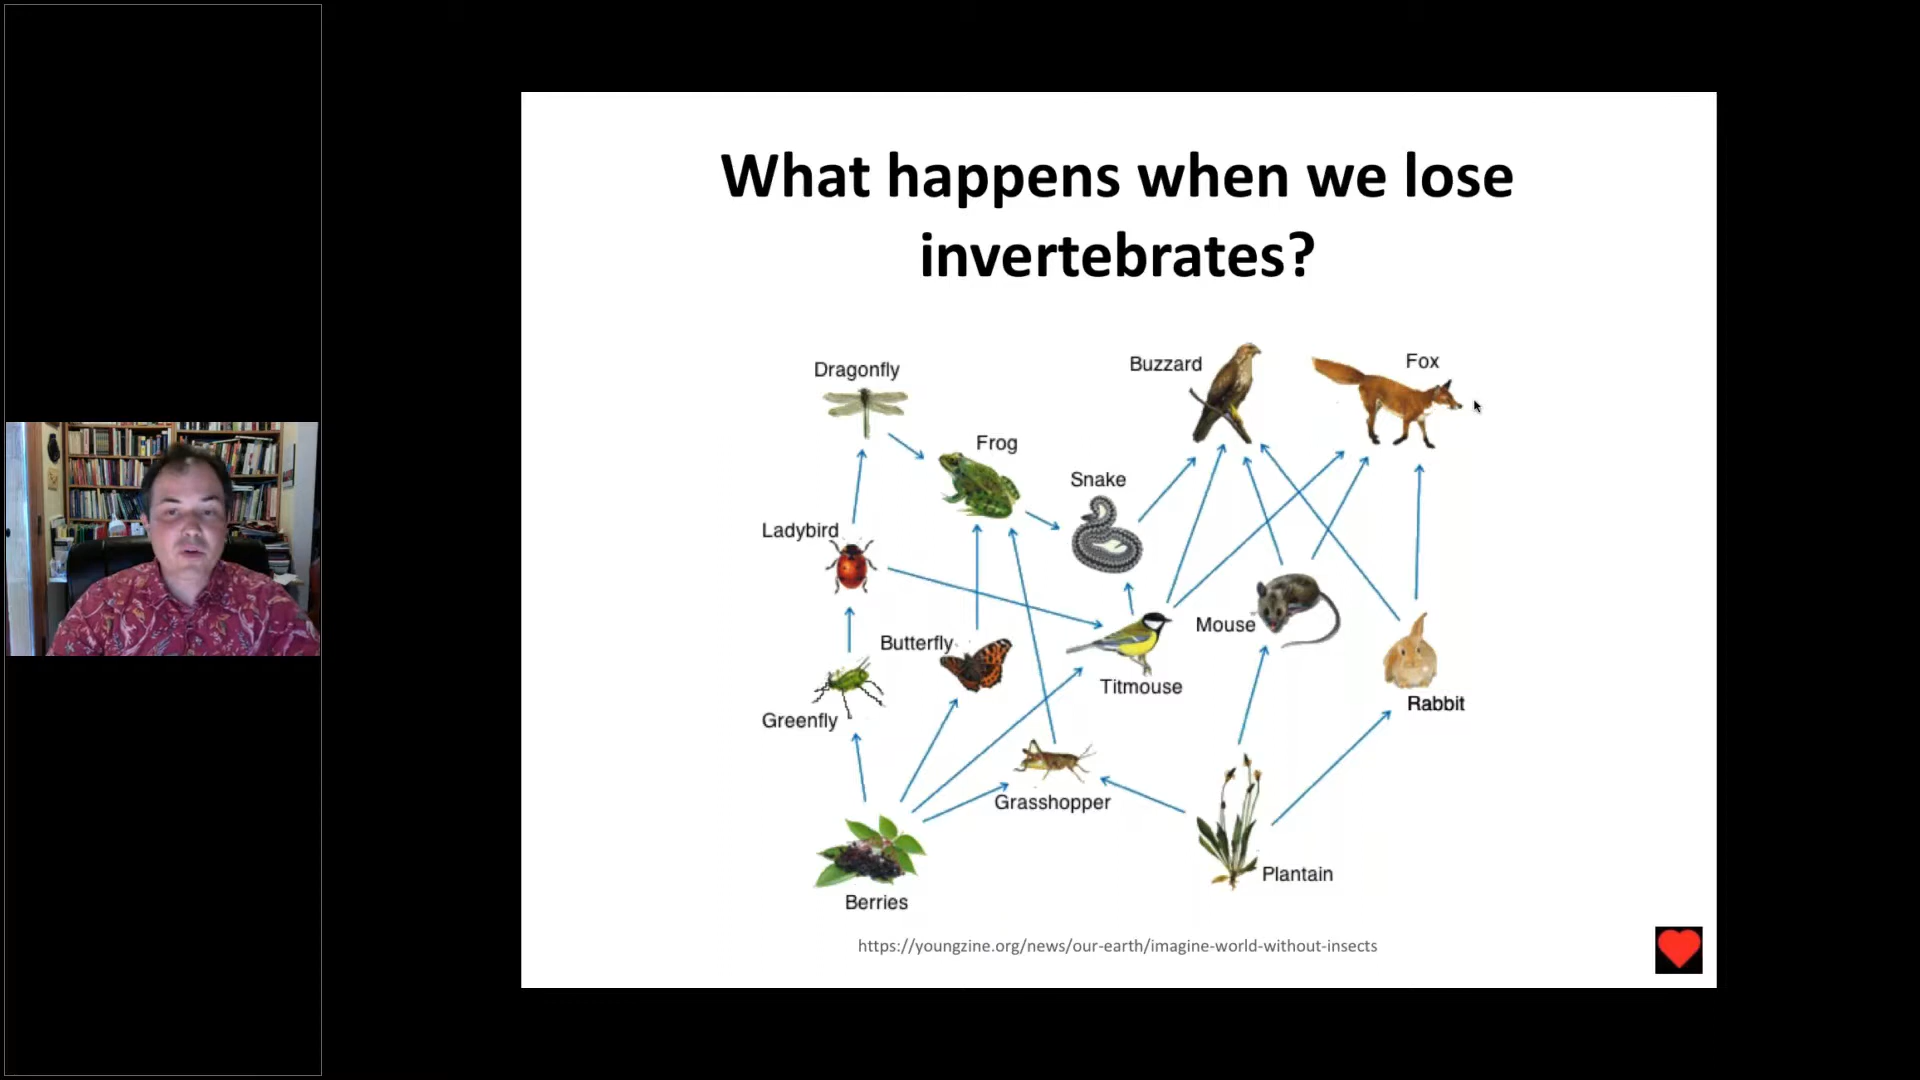 What happens when we lose
invertebrates?
Dragonfly
Buzzard
Fox
Frog
Snake
Ladybird
Butterfly
Mouse
Titmouse
Greenfly
Rabbit
Grasshopper
Plantain
Berries
https://youngzine.org/news/our-earth/imagine-world-without-insects